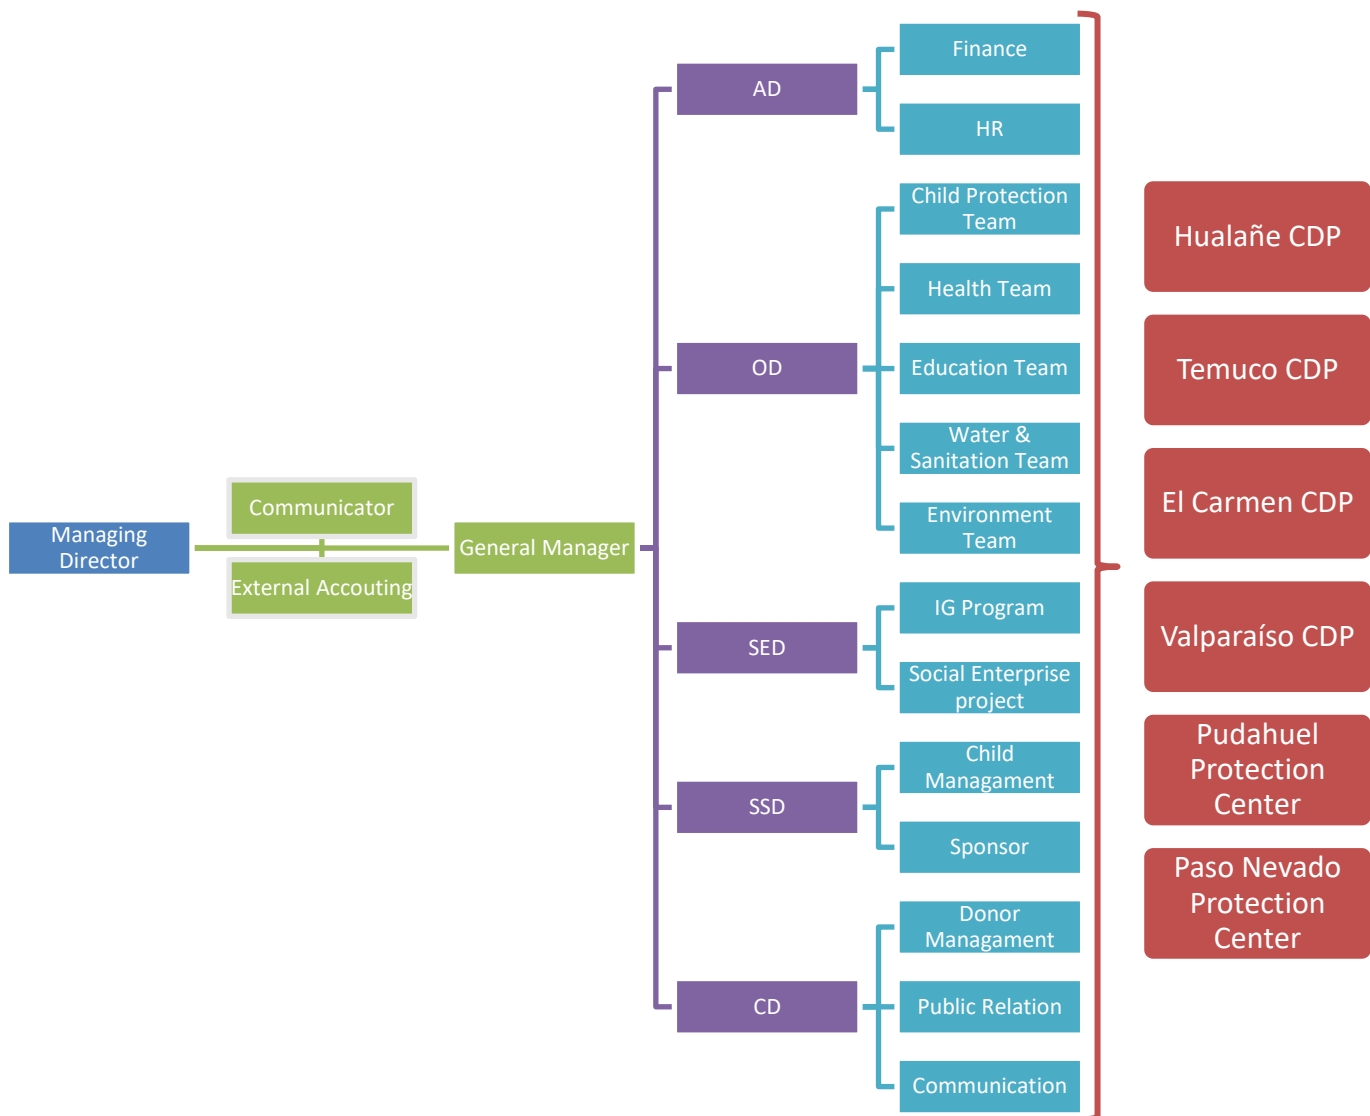 Managing
Director
Communicator
External Accouting
General Manager
AD
Finance
HR
OD
Child Protection
Team
Health Team
Education Team
Water &
Sanitation Team
Environment
Team
SED
IG Program
Social Enterprise
project
SSD
Child
Managament
Sponsor
CD
Donor
Managament
Public Relation
Communication
Hualañe CDP
Temuco CDP
El Carmen CDP
Valparaíso CDP
Pudahuel
Protection
Center
Paso Nevado
Protection
Center